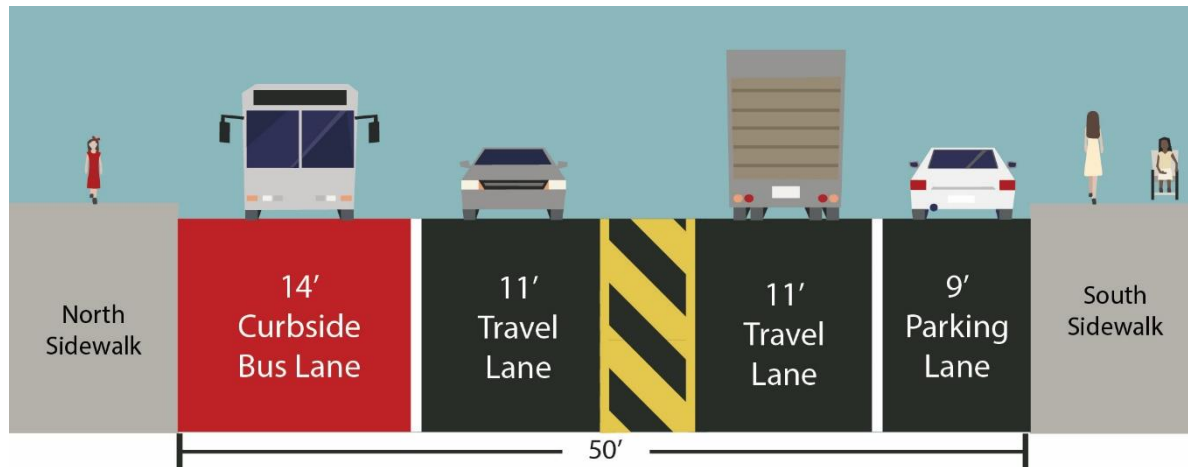 North
Sidewalk
14’
Curbside
Bus Lane
11’
Travel
Lane
11’
Travel
Lane
9’
Parking
Lane
South
Sidewalk
50’